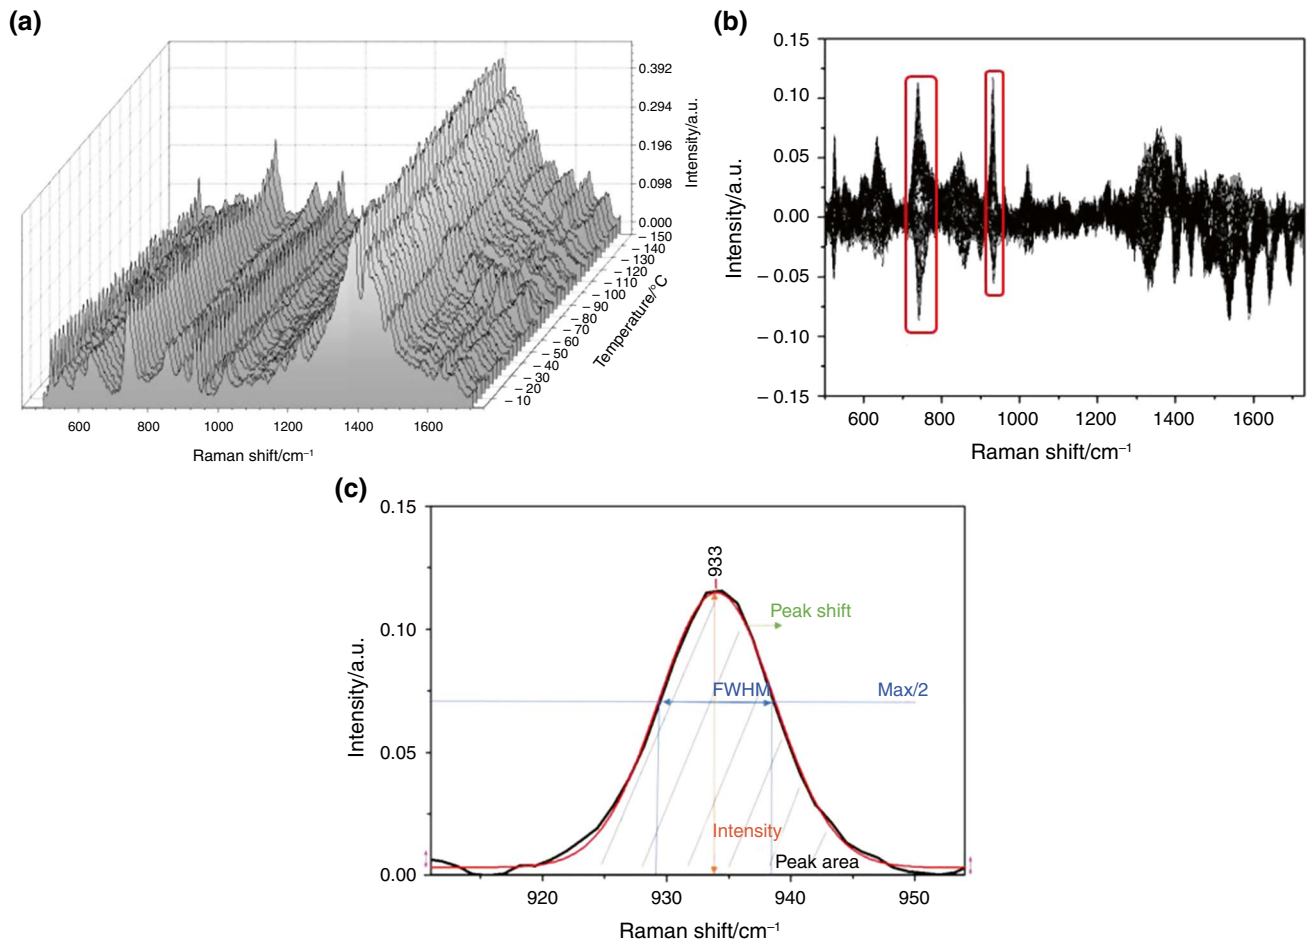 (a)
0.392
0.294
0.196
0.098
0.000
Intensity/a.u.
– 150
– 140
– 130
– 120
– 110
– 100
– 90
– 80
– 70
– 60
– 50
– 40
– 30
– 20
– 10
Temperature/°C
600 800 1000 1200 1400 1600
Raman shift/cm⁻¹
(b)
0.15
0.10
0.05
0.00
– 0.05
– 0.10
– 0.15
Intensity/a.u.
600 800 1000 1200 1400 1600
Raman shift/cm⁻¹
(c)
0.15
0.10
0.05
0.00
Intensity/a.u.
933
Peak shift
FWHM
Max/2
Intensity
Peak area
920 930 940 950
Raman shift/cm⁻¹